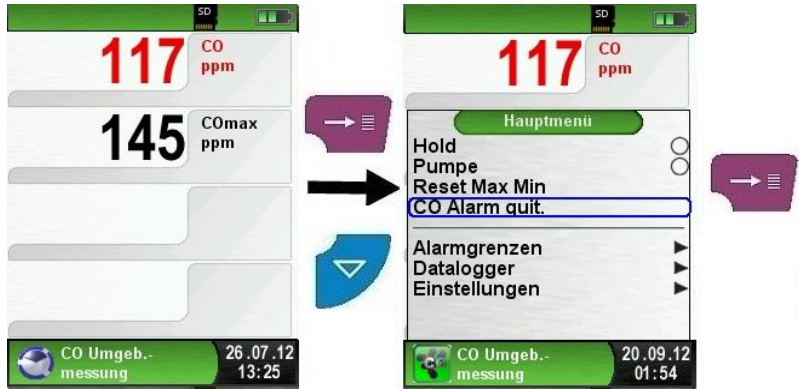 SD
117 CO
ppm
145 COmax
ppm
CO Umgeb.-
messung
26.07.12
13:25
SD
117 CO
ppm
Hauptmenü
Hold
Pumpe
Reset Max Min
CO Alarm quit.
Alarmgrenzen
Datalogger
Einstellungen
CO Umgeb.-
messung
20.09.12
01:54